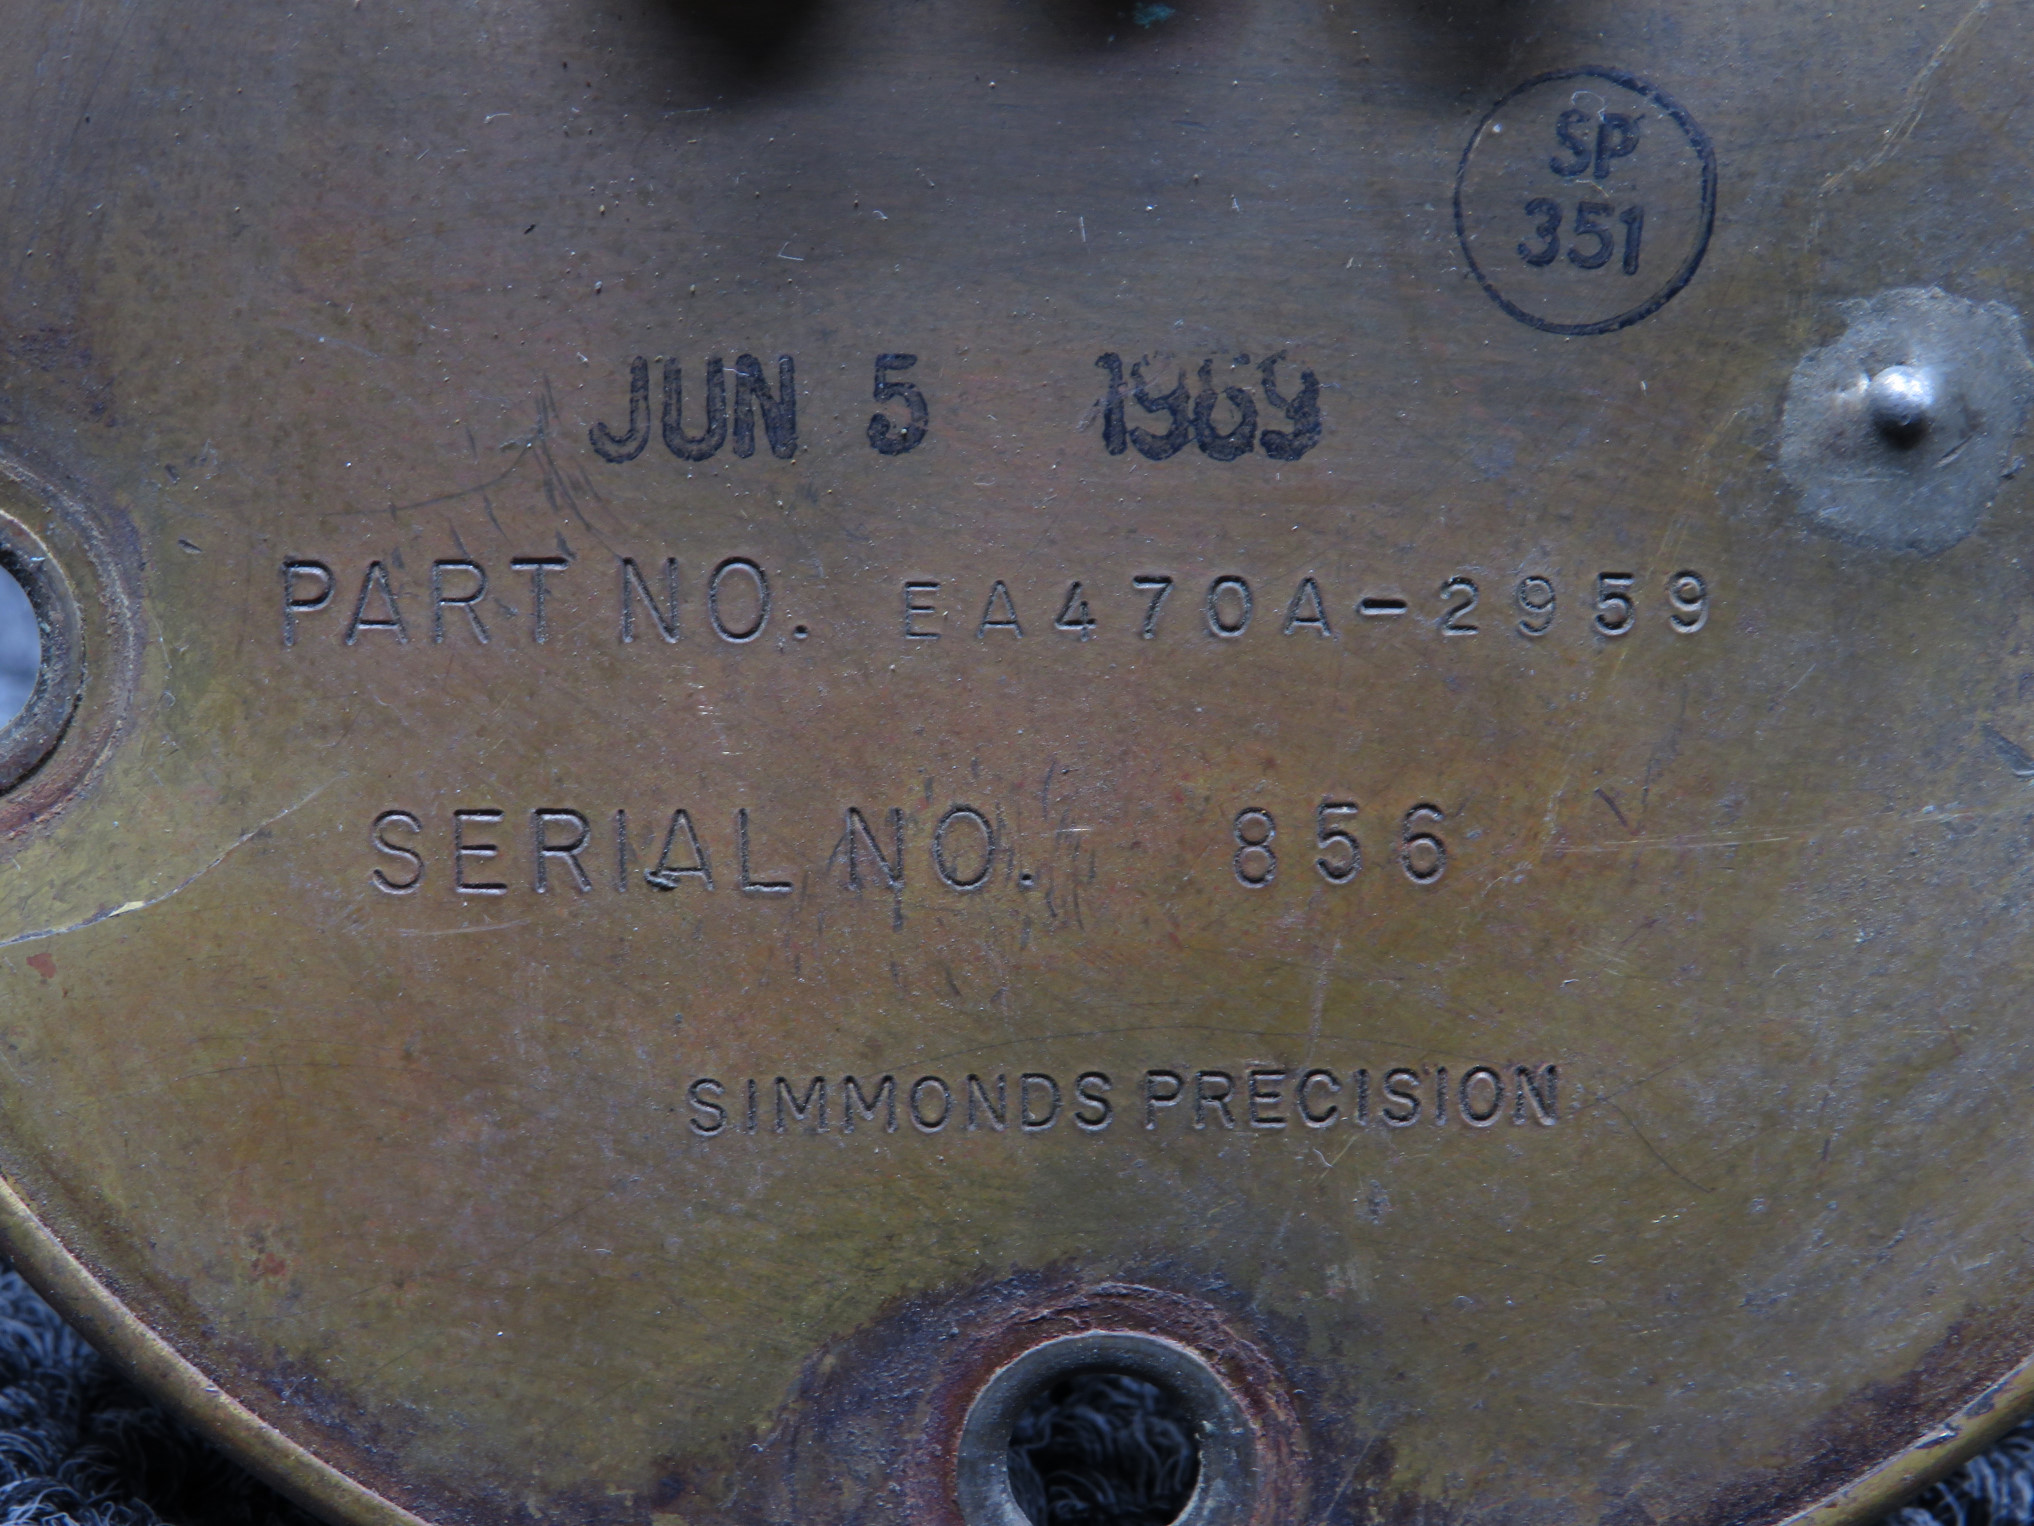 SP
351
JUN 5 1969
PART NO. EA470A-2959
SERIAL NO. 856
SIMMONDS PRECISION